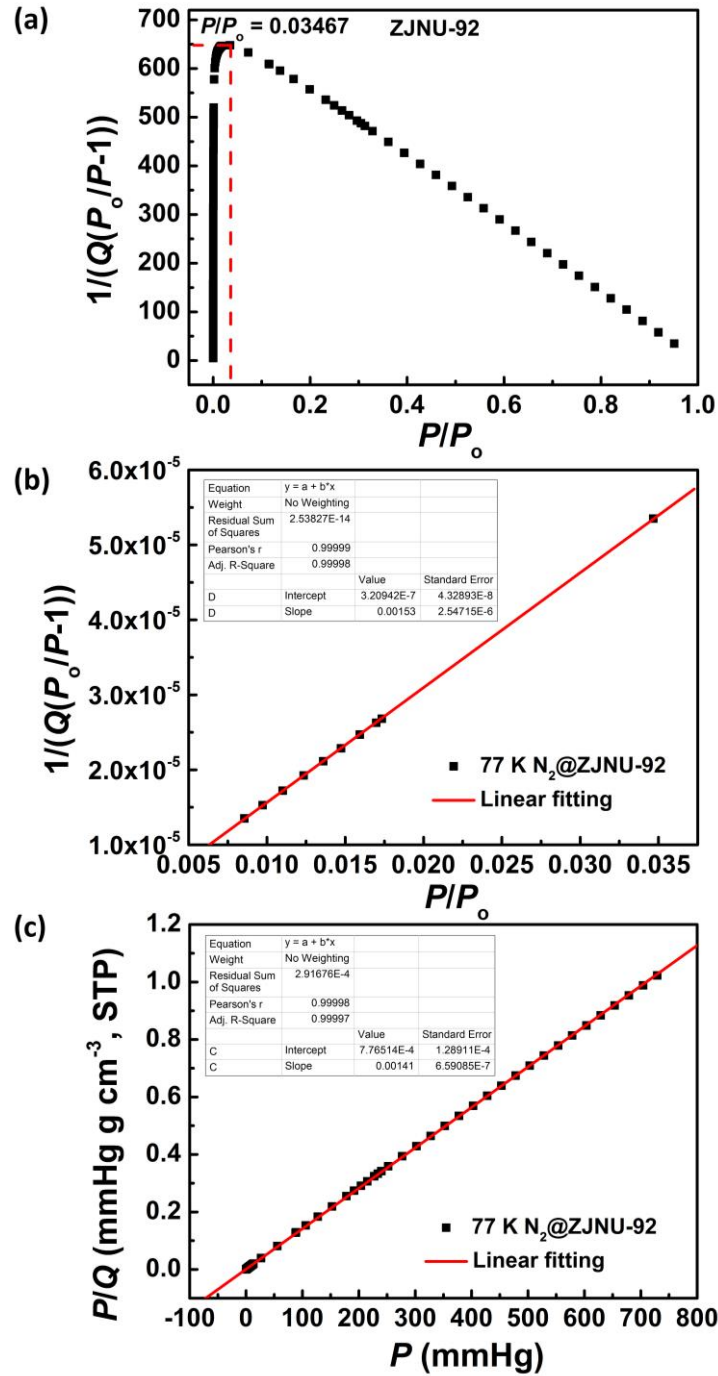 (a)
P/Pₒ = 0.03467 ZJNU-92
1/(Q(Pₒ/P-1))
700
600
500
400
300
200
100
0
0.0 0.2 0.4 0.6 0.8 1.0
P/Pₒ
(b)
1/(Q(Pₒ/P-1))
6.0x10⁻⁵
5.0x10⁻⁵
4.0x10⁻⁵
3.0x10⁻⁵
2.0x10⁻⁵
1.0x10⁻⁵
Equation y = a + b*x
Weight No Weighting
Residual Sum of Squares 2.53827E-14
Pearson's r 0.99999
Adj. R-Square 0.99998
Value Standard Error
D Intercept 3.20942E-7 4.32893E-8
D Slope 0.00153 2.54715E-6
77 K N₂@ZJNU-92
Linear fitting
0.005 0.010 0.015 0.020 0.025 0.030 0.035
P/Pₒ
(c)
P/Q (mmHg g cm⁻³, STP)
1.2
1.0
0.8
0.6
0.4
0.2
0.0
Equation y = a + b*x
Weight No Weighting
Residual Sum of Squares 2.91676E-4
Pearson's r 0.99998
Adj. R-Square 0.99997
Value Standard Error
C Intercept 7.76514E-4 1.28911E-4
C Slope 0.00141 6.59085E-7
77 K N₂@ZJNU-92
Linear fitting
-100 0 100 200 300 400 500 600 700 800
P (mmHg)